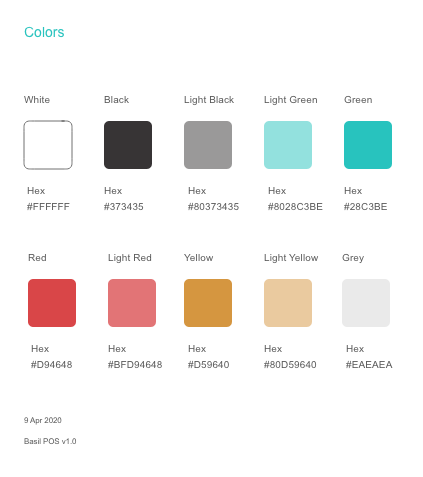 Colors
White Black Light Black Light Green Green
Hex Hex Hex Hex Hex
#FFFFFF #373435 #80373435 #8028C3BE #28C3BE
Red Light Red Yellow Light Yellow Grey
Hex Hex Hex Hex Hex
#D94648 #BFD94648 #D59640 #80D59640 #EAEAEA
9 Apr 2020
Basil POS v1.0